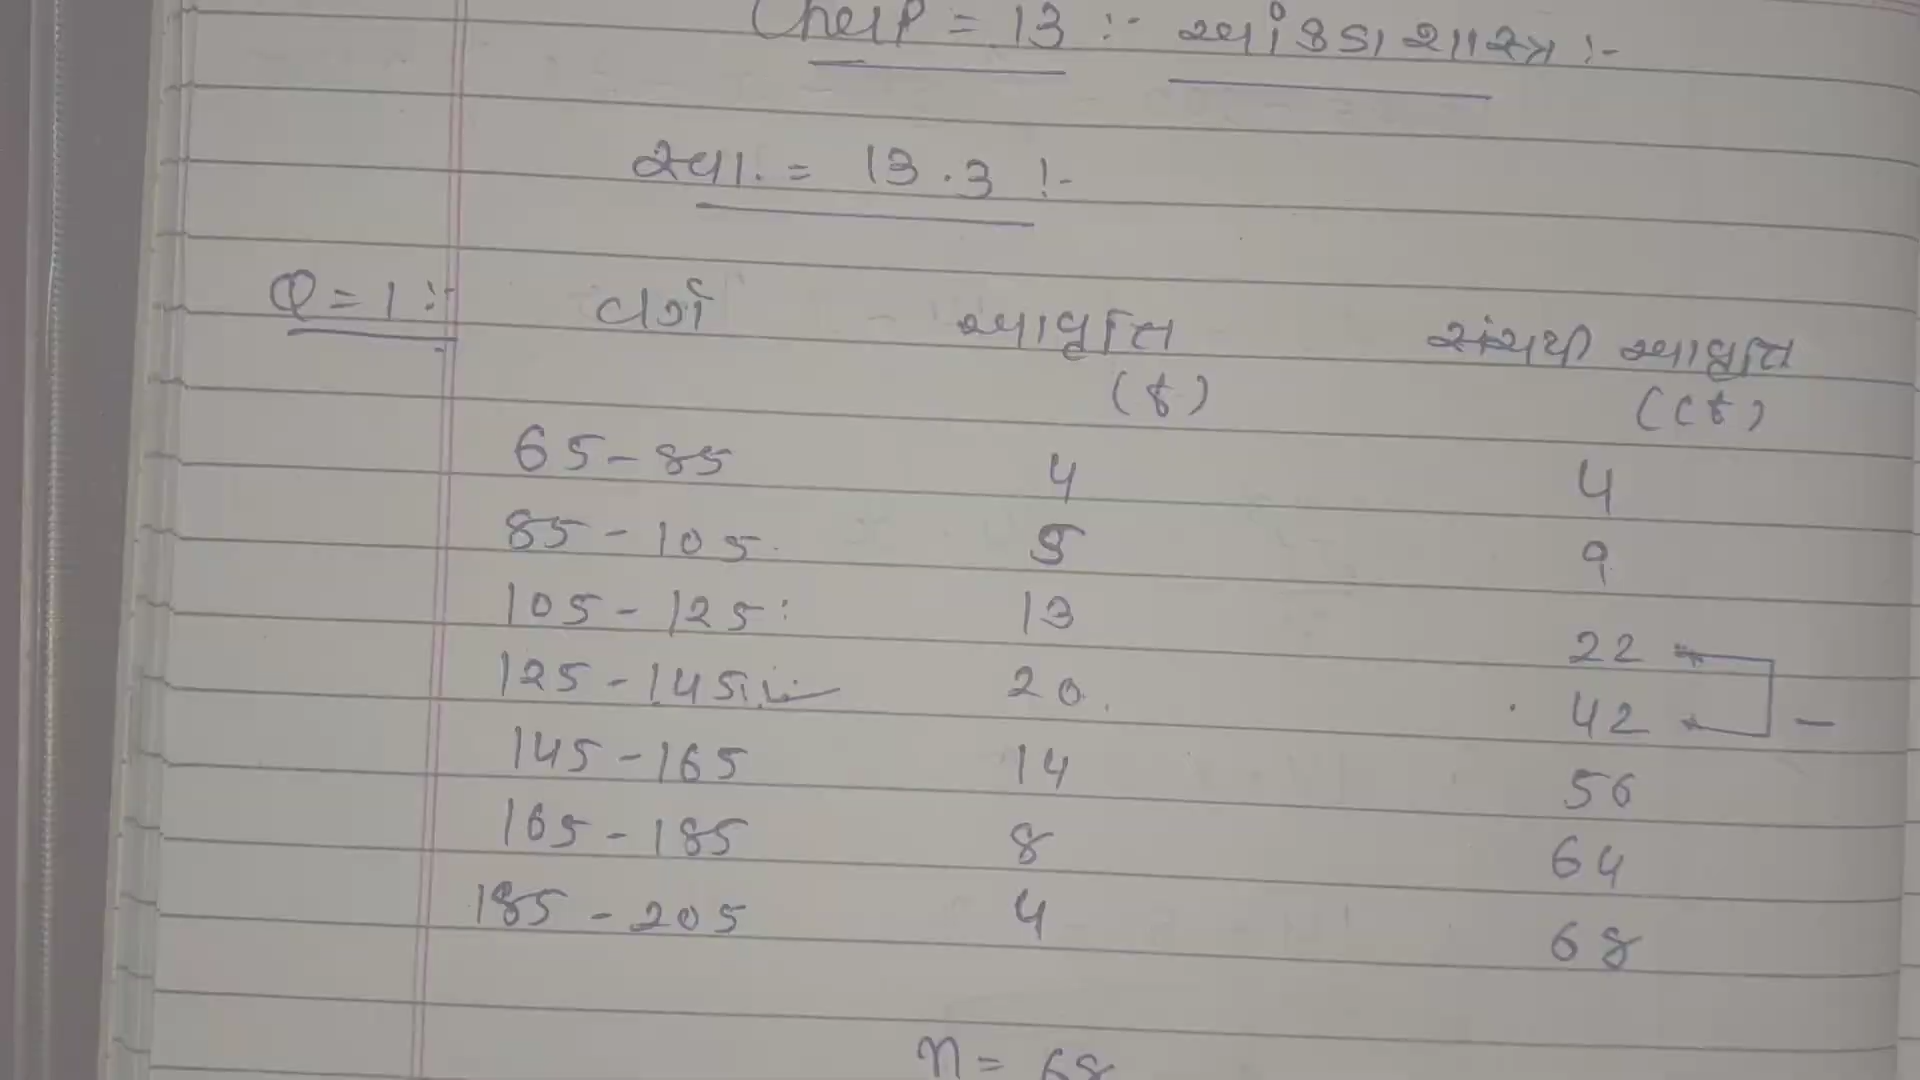 Chep = 13 :- આંકડાશાસ્ત્ર :-
સ્વા. = 13.3 :-
Q = 1 :- વર્ગ આવૃત્તિ સંચયી આવૃત્તિ
(f) (cf)
65 - 85 4 4
85 - 105 5 9
105 - 125 13 22
125 - 145 20 42
145 - 165 14 56
165 - 185 8 64
185 - 205 4 68
n = 68